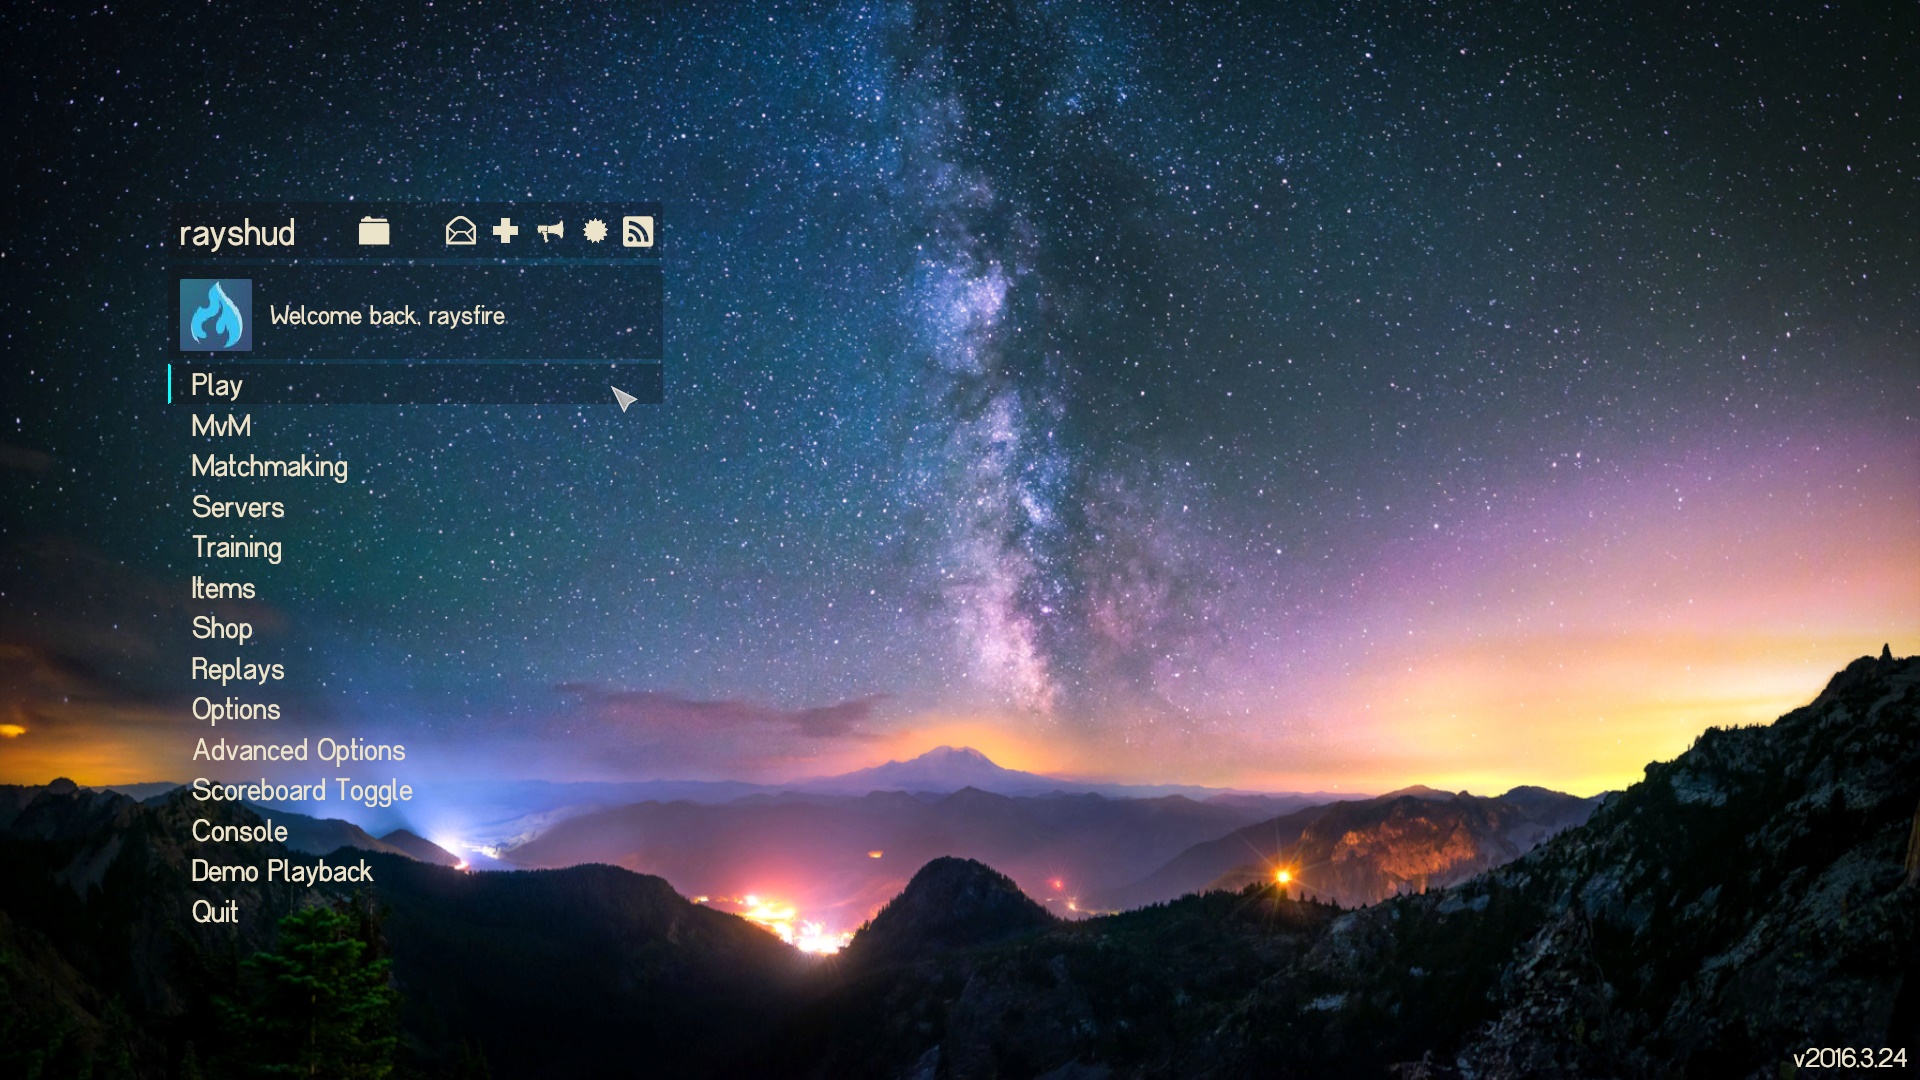 rayshud
Welcome back, raysfire
Play
MvM
Matchmaking
Servers
Training
Items
Shop
Replays
Options
Advanced Options
Scoreboard Toggle
Console
Demo Playback
Quit
v2016.3.24